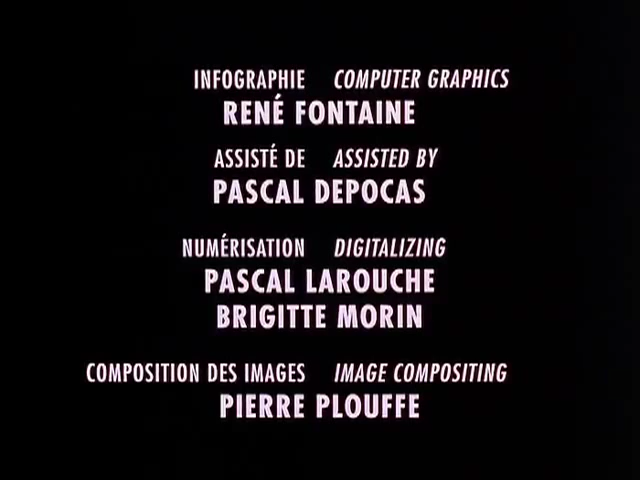 INFOGRAPHIE COMPUTER GRAPHICS
RENÉ FONTAINE
ASSISTÉ DE ASSISTED BY
PASCAL DEPOCAS
NUMÉRISATION DIGITALIZING
PASCAL LAROUCHE
BRIGITTE MORIN
COMPOSITION DES IMAGES IMAGE COMPOSITING
PIERRE PLOUFFE